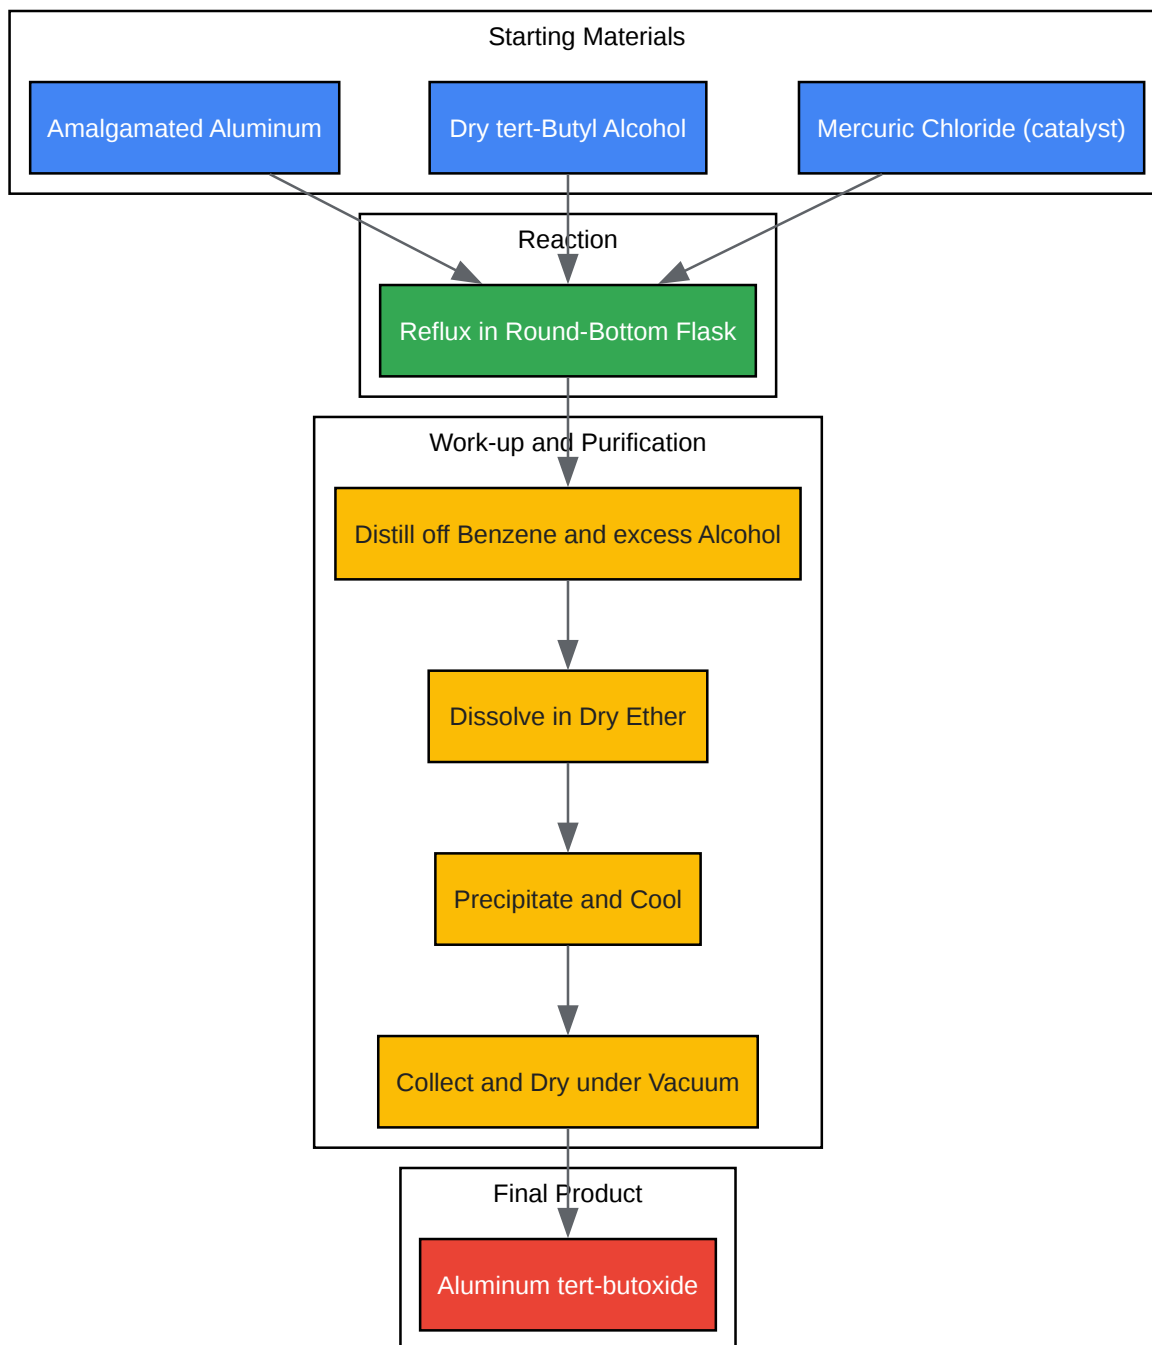 Starting Materials
Amalgamated Aluminum
Dry tert-Butyl Alcohol
Mercuric Chloride (catalyst)
Reaction
Reflux in Round-Bottom Flask
Work-up and Purification
Distill off Benzene and excess Alcohol
Dissolve in Dry Ether
Precipitate and Cool
Collect and Dry under Vacuum
Final Product
Aluminum tert-butoxide